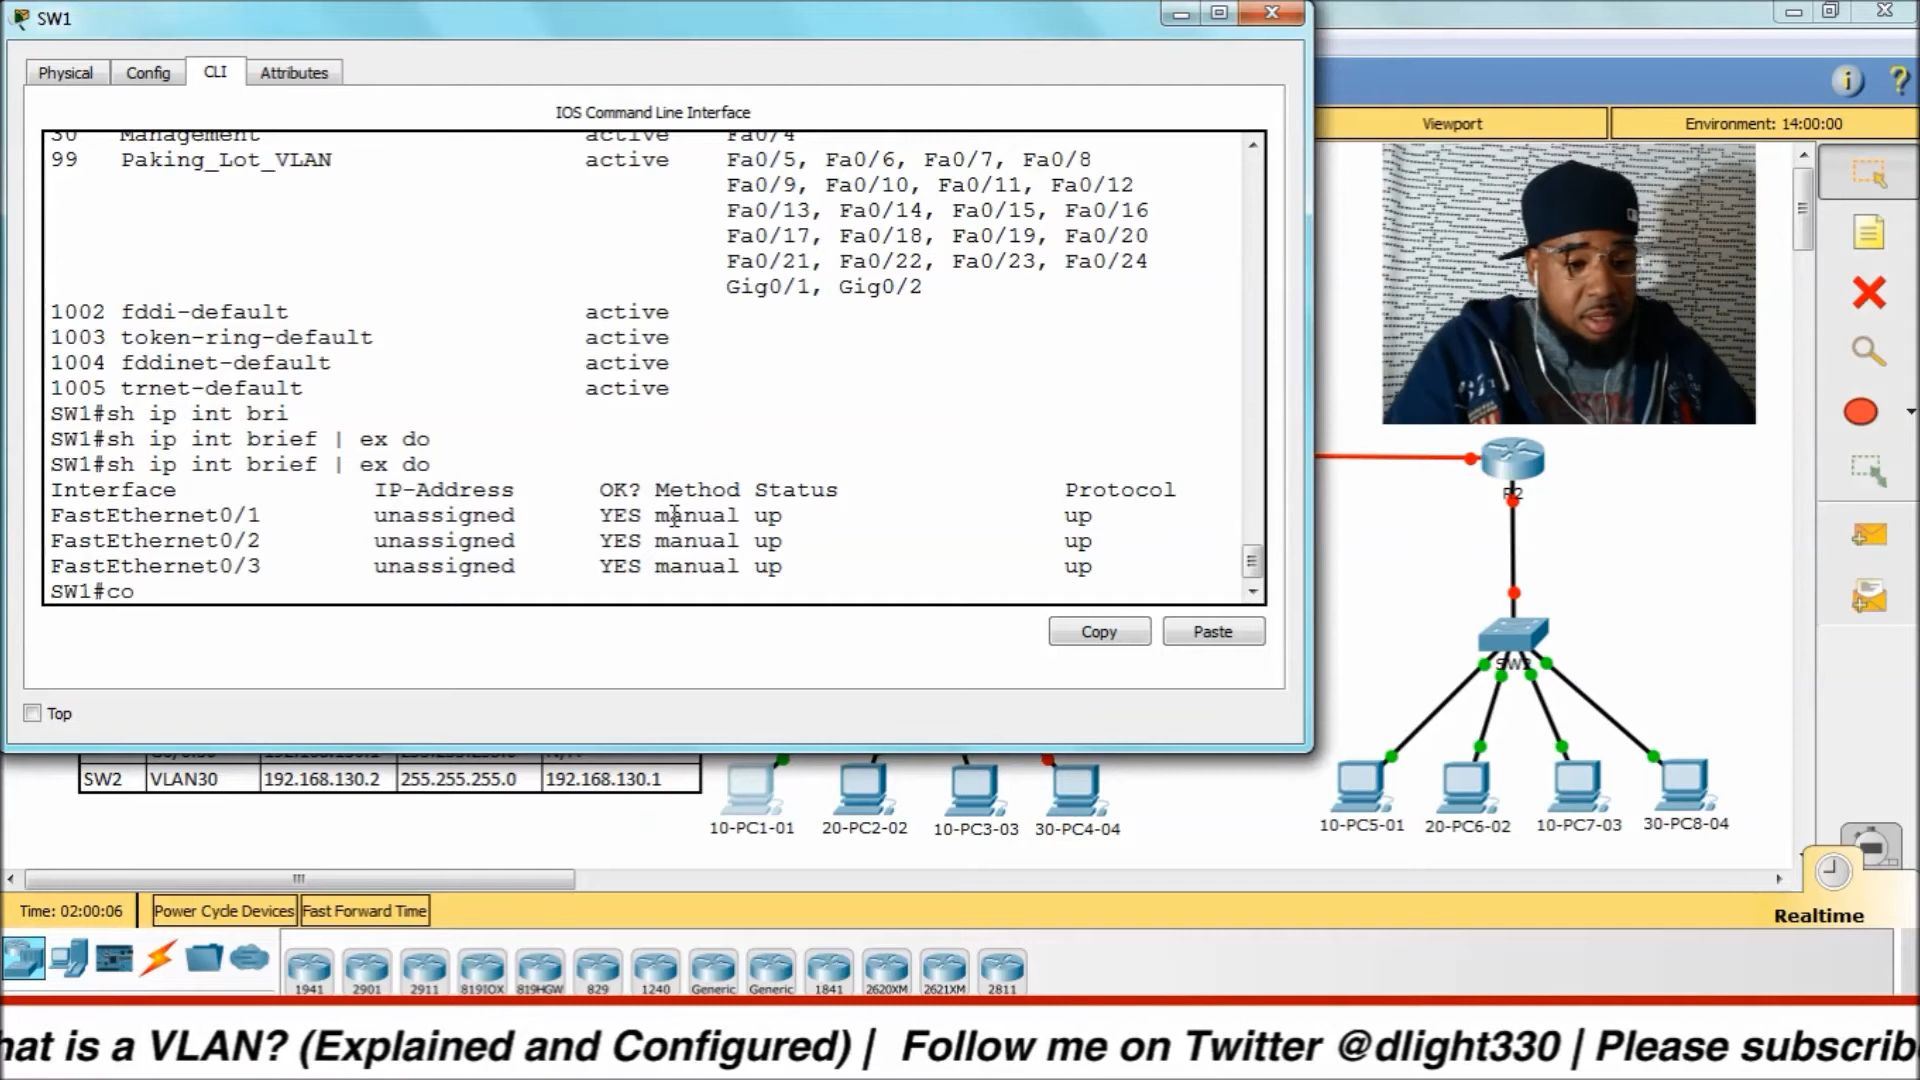 SW1
Physical Config CLI Attributes
IOS Command Line Interface
30 Management active Fa0/4
99 Paking_Lot_VLAN active Fa0/5, Fa0/6, Fa0/7, Fa0/8
Fa0/9, Fa0/10, Fa0/11, Fa0/12
Fa0/13, Fa0/14, Fa0/15, Fa0/16
Fa0/17, Fa0/18, Fa0/19, Fa0/20
Fa0/21, Fa0/22, Fa0/23, Fa0/24
Gig0/1, Gig0/2
1002 fddi-default active
1003 token-ring-default active
1004 fddinet-default active
1005 trnet-default active
SW1#sh ip int bri
SW1#sh ip int brief | ex do
SW1#sh ip int brief | ex do
Interface IP-Address OK? Method Status Protocol
FastEthernet0/1 unassigned YES manual up up
FastEthernet0/2 unassigned YES manual up up
FastEthernet0/3 unassigned YES manual up up
SW1#co
Copy Paste
Top
Viewport Environment: 14:00:00
R2
SW2
SW2 VLAN30 192.168.130.2 255.255.255.0 192.168.130.1
10-PC1-01 20-PC2-02 10-PC3-03 30-PC4-04 10-PC5-01 20-PC6-02 10-PC7-03 30-PC8-04
Time: 02:00:06 Power Cycle Devices Fast Forward Time
Realtime
1941 2901 2911 819IOX 819HGW 829 1240 Generic Generic 1841 2620XM 2621XM 2811
hat is a VLAN? (Explained and Configured) | Follow me on Twitter @dlight330 | Please subscrib